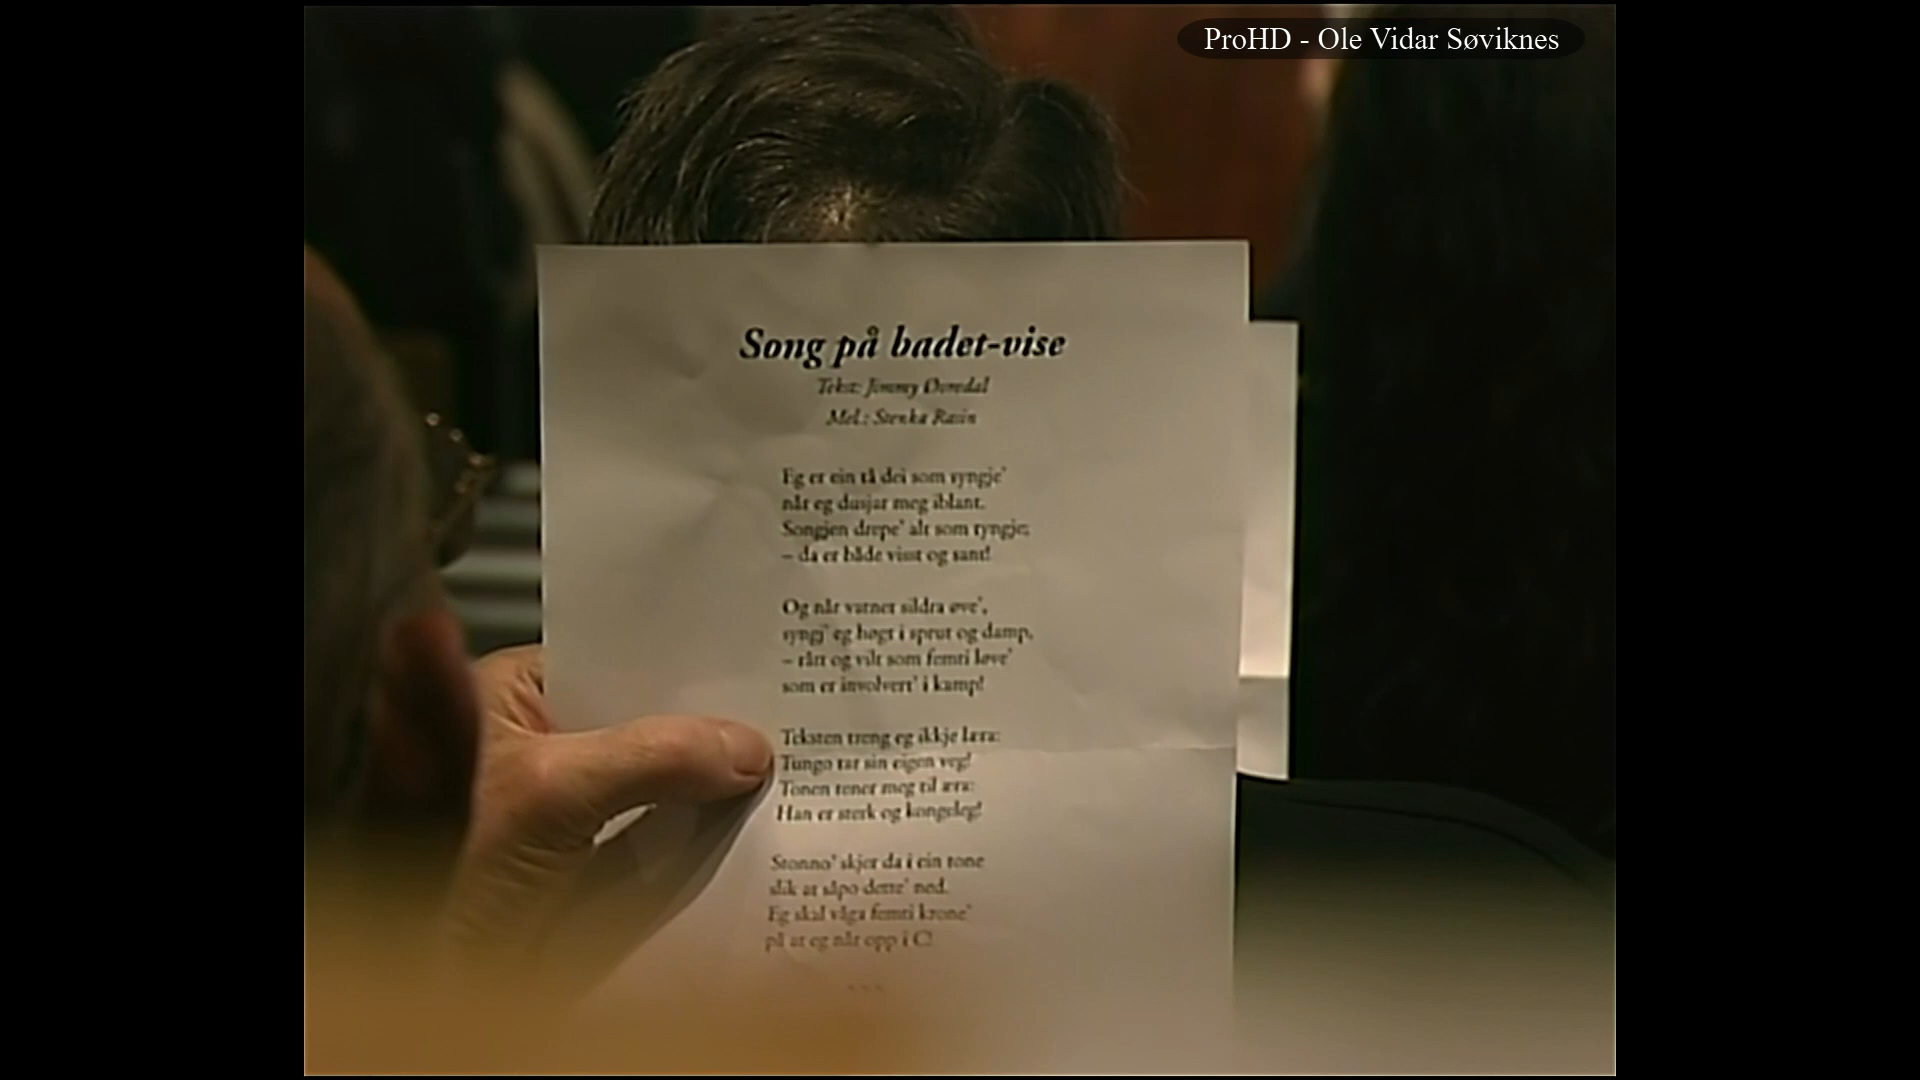 ProHD - Ole Vidar Søviknes
Song på badet-vise
Tekst: Jimmy Øvredal
Mel.: Stenka Rasin
Eg er ein tå dei som syngje'
når eg dusjar meg iblant.
Songjen drepe' alt som tyngje;
– da er både visst og sant!
Og når vatnet sildra øve',
syngj' eg høgt i sprut og damp,
– rått og vilt som femti løve'
som er involvert' i kamp!
Teksten treng eg ikkje læra:
Tungo tar sin eigen veg!
Tonen tener meg til æra:
Han er sterk og kongeleg!
Stonno' skjer da i ein tone
slik at såpo dette' ned.
Eg skal våga femti krone'
på at eg når opp i C!